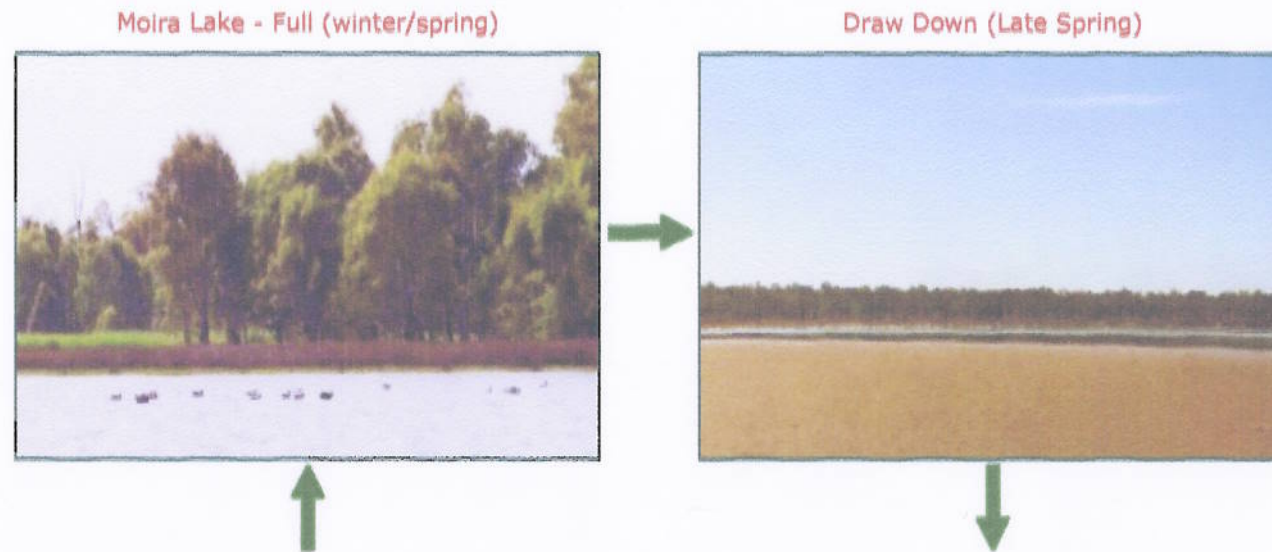 Moira Lake - Full (winter/spring)
Draw Down (Late Spring)